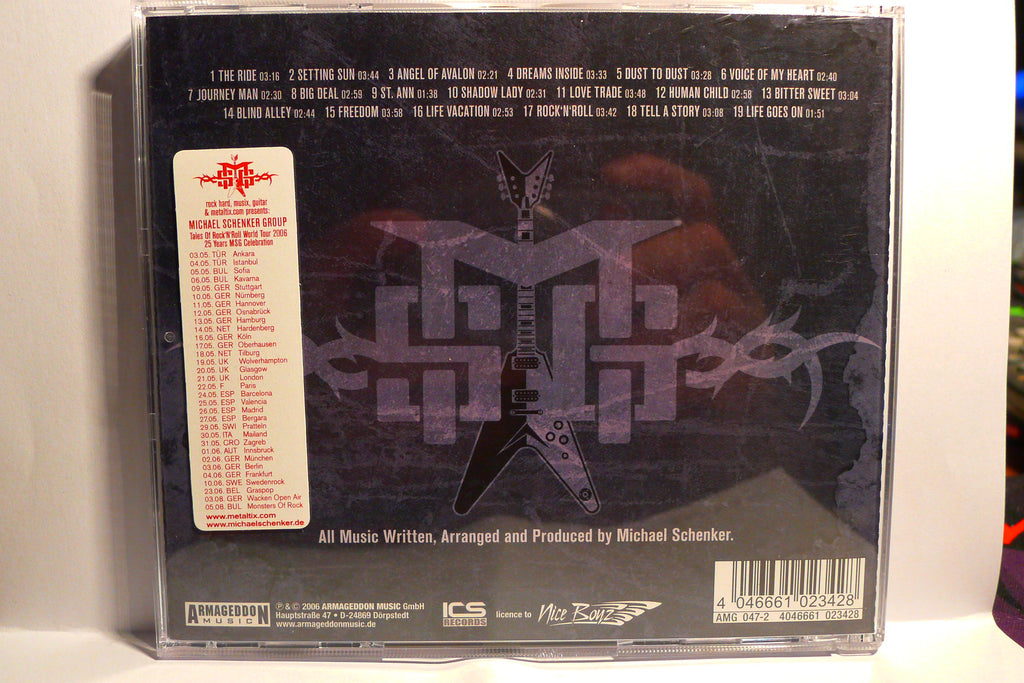 1 THE RIDE 03:16 2 SETTING SUN 03:44 3 ANGEL OF AVALON 02:21 4 DREAMS INSIDE 03:33 5 DUST TO DUST 03:28 6 VOICE OF MY HEART 02:40
7 JOURNEY MAN 02:30 8 BIG DEAL 02:59 9 ST. ANN 01:38 10 SHADOW LADY 02:31 11 LOVE TRADE 03:48 12 HUMAN CHILD 02:58 13 BITTER SWEET 03:04
14 BLIND ALLEY 02:44 15 FREEDOM 03:58 16 LIFE VACATION 02:53 17 ROCK'N'ROLL 03:42 18 TELL A STORY 03:08 19 LIFE GOES ON 01:51
MSG
rock hard, musix, guitar
& metaltix.com presents:
MICHAEL SCHENKER GROUP
Tales Of Rock'N'Roll World Tour 2006
25 Years MSG Celebration
03.05. TÜR Ankara
04.05. TÜR Istanbul
05.05. BUL Sofia
06.05. BUL Kavarna
09.05. GER Stuttgart
10.05. GER Nürnberg
11.05. GER Hannover
12.05. GER Osnabrück
13.05. GER Hamburg
14.05. NET Hardenberg
16.05. GER Köln
17.05. GER Oberhausen
18.05. NET Tilburg
19.05. UK Wolverhampton
20.05. UK Glasgow
21.05. UK London
22.05. F Paris
24.05. ESP Barcelona
25.05. ESP Valencia
26.05. ESP Madrid
27.05. ESP Bergara
29.05. SWI Pratteln
30.05. ITA Mailand
31.05. CRO Zagreb
01.06. AUT Innsbruck
02.06. GER München
03.06. GER Berlin
04.06. GER Frankfurt
10.06. SWE Swedenrock
23.06. BEL Graspop
03.08. GER Wacken Open Air
05.08. BUL Monsters Of Rock
www.metaltix.com
www.michaelschenker.de
MSG
All Music Written, Arranged and Produced by Michael Schenker.
ARMAGEDDON
MUSIC
℗ & © 2006 ARMAGEDDON MUSIC GmbH
Hauptstraße 47 • D-24869 Dörpstedt
www.armageddonmusic.de
ICS
RECORDS
licence to Nice Boyz
4 046661 023428
AMG 047-2 4046661 023428